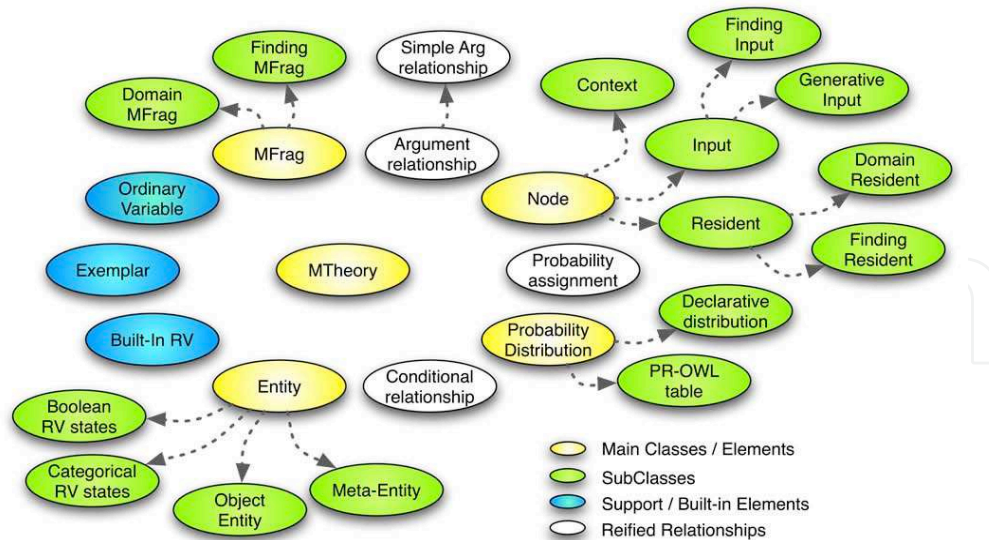 Finding
Input
Finding
MFrag
Simple Arg
relationship
Context
Generative
Input
Domain
MFrag
MFrag
Argument
relationship
Input
Domain
Resident
Ordinary
Variable
Node
Resident
Exemplar
MTheory
Probability
assignment
Finding
Resident
Declarative
distribution
Built-In RV
Probability
Distribution
Entity
Conditional
relationship
PR-OWL
table
Boolean
RV states
Main Classes / Elements
Categorical
RV states
Object
Entity
Meta-Entity
SubClasses
Support / Built-in Elements
Reified Relationships